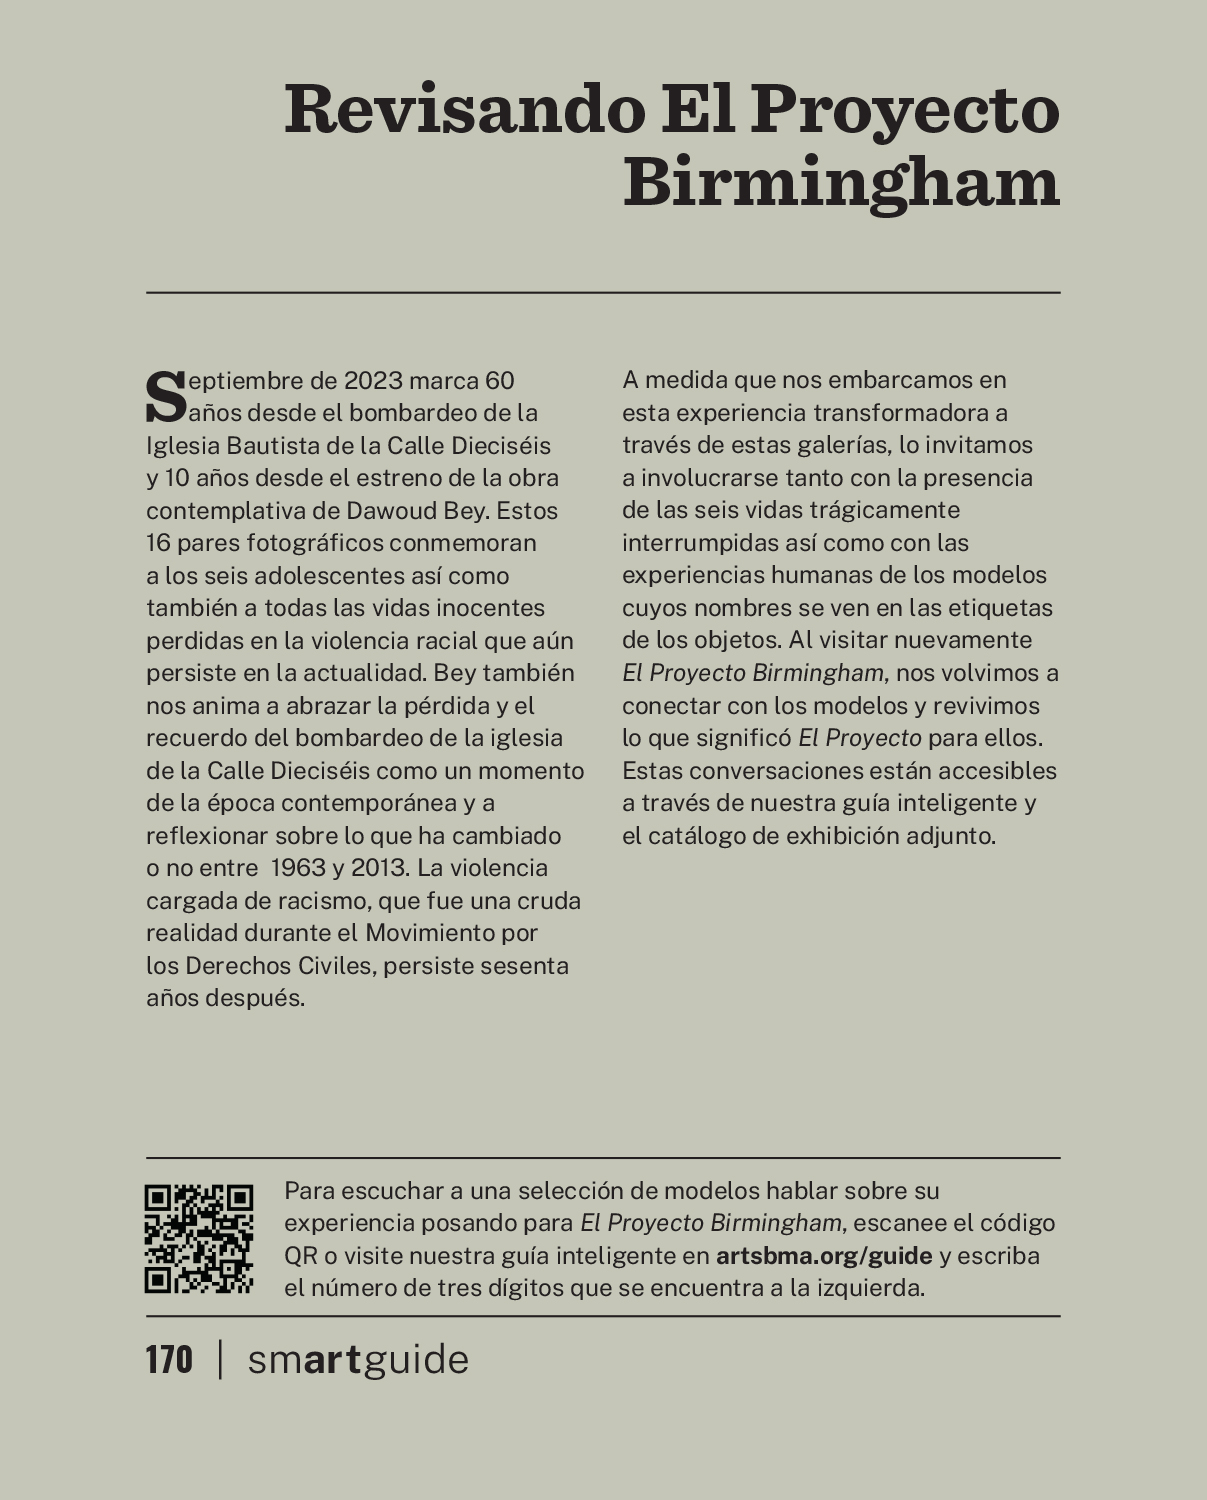 Revisando El Proyecto
Birmingham
Septiembre de 2023 marca 60
años desde el bombardeo de la
Iglesia Bautista de la Calle Dieciséis
y 10 años desde el estreno de la obra
contemplativa de Dawoud Bey. Estos
16 pares fotográficos conmemoran
a los seis adolescentes así como
también a todas las vidas inocentes
perdidas en la violencia racial que aún
persiste en la actualidad. Bey también
nos anima a abrazar la pérdida y el
recuerdo del bombardeo de la iglesia
de la Calle Dieciséis como un momento
de la época contemporánea y a
reflexionar sobre lo que ha cambiado
o no entre  1963 y 2013. La violencia
cargada de racismo, que fue una cruda
realidad durante el Movimiento por
los Derechos Civiles, persiste sesenta
años después.
A medida que nos embarcamos en
esta experiencia transformadora a
través de estas galerías, lo invitamos
a involucrarse tanto con la presencia
de las seis vidas trágicamente
interrumpidas así como con las
experiencias humanas de los modelos
cuyos nombres se ven en las etiquetas
de los objetos. Al visitar nuevamente
El Proyecto Birmingham, nos volvimos a
conectar con los modelos y revivimos
lo que significó El Proyecto para ellos.
Estas conversaciones están accesibles
a través de nuestra guía inteligente y
el catálogo de exhibición adjunto.
Para escuchar a una selección de modelos hablar sobre su
experiencia posando para El Proyecto Birmingham, escanee el código
QR o visite nuestra guía inteligente en artsbma.org/guide y escriba
el número de tres dígitos que se encuentra a la izquierda.
170 | smartguide